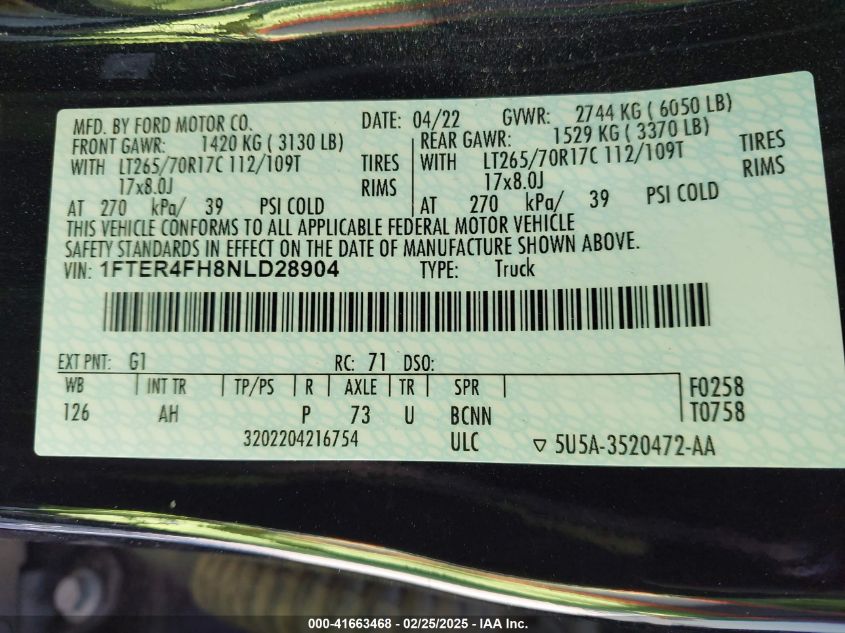 MFD. BY FORD MOTOR CO. DATE: 04/22 GVWR: 2744 KG ( 6050 LB)
FRONT GAWR: 1420 KG ( 3130 LB) REAR GAWR: 1529 KG ( 3370 LB)
WITH LT265/70R17C 112/109T TIRES WITH LT265/70R17C 112/109T TIRES
17x8.0J RIMS 17x8.0J RIMS
AT 270 kPa/ 39 PSI COLD AT 270 kPa/ 39 PSI COLD
THIS VEHICLE CONFORMS TO ALL APPLICABLE FEDERAL MOTOR VEHICLE
SAFETY STANDARDS IN EFFECT ON THE DATE OF MANUFACTURE SHOWN ABOVE.
VIN: 1FTER4FH8NLD28904 TYPE: Truck
EXT PNT: G1 RC: 71 DSO:
WB INT TR TP/PS R AXLE TR SPR F0258
126 AH P 73 U BCNN T0758
3202204216754 ULC ▽ 5U5A-3520472-AA
000-41663468 - 02/25/2025 - IAA Inc.